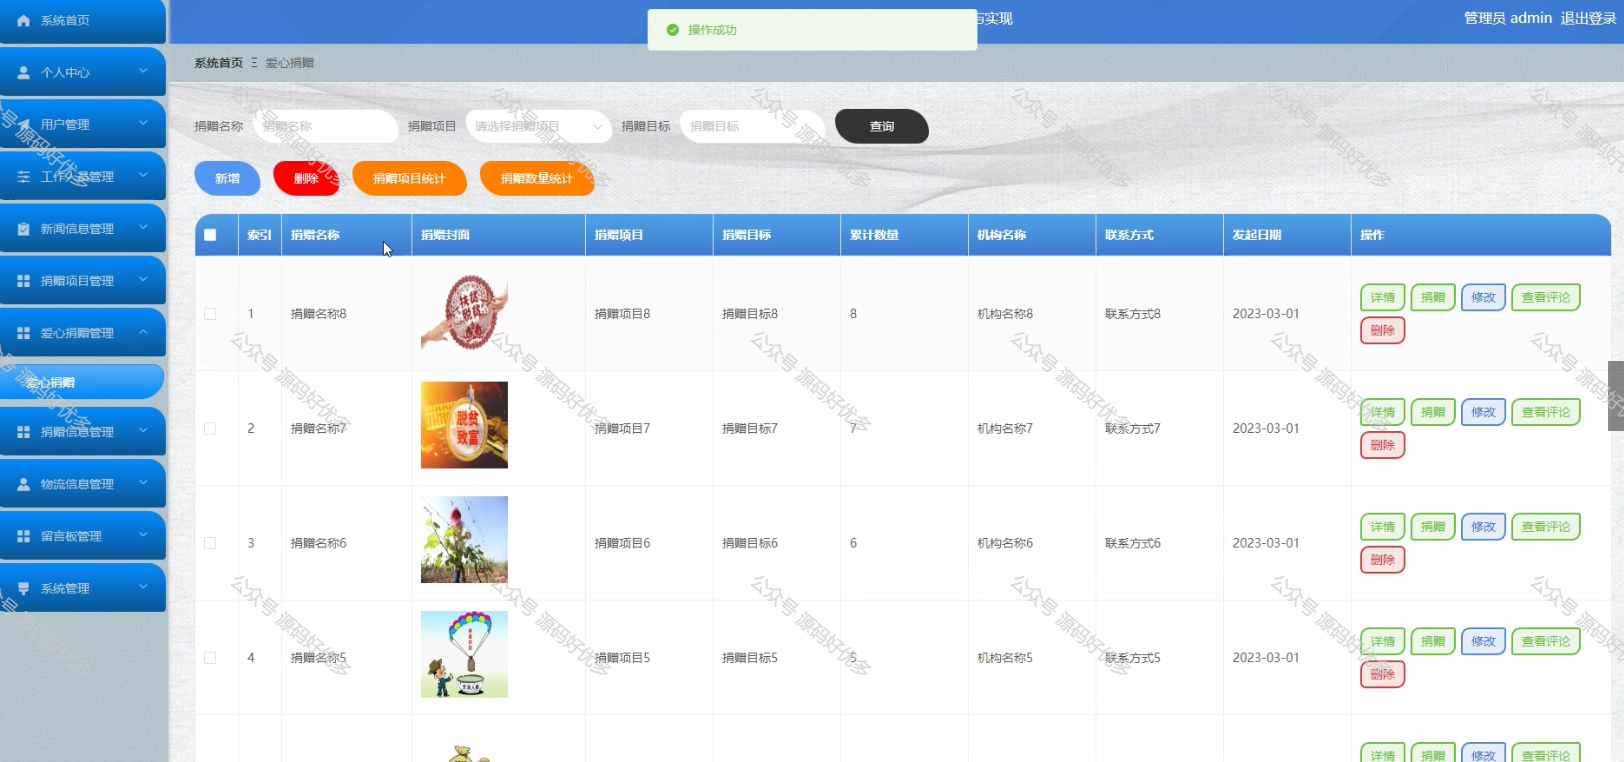 系统首页
个人中心
用户管理
工作人员管理
新闻信息管理
捐赠项目管理
爱心捐赠管理
爱心捐赠
捐赠信息管理
物流信息管理
留言板管理
系统管理
与实现
管理员 admin 退出登录
操作成功
系统首页 Ξ 爱心捐赠
捐赠名称 捐赠名称 捐赠项目 请选择捐赠项目 捐赠目标 捐赠目标 查询
新增 删除 捐赠项目统计 捐赠数量统计
索引 捐赠名称 捐赠封面 捐赠项目 捐赠目标 累计数量 机构名称 联系方式 发起日期 操作
1 捐赠名称8 扶贫脱贫 捐赠项目8 捐赠目标8 8 机构名称8 联系方式8 2023-03-01 详情 捐赠 修改 查看评论
删除
2 捐赠名称7 脱贫致富 捐赠项目7 捐赠目标7 7 机构名称7 联系方式7 2023-03-01 详情 捐赠 修改 查看评论
删除
3 捐赠名称6 捐赠项目6 捐赠目标6 6 机构名称6 联系方式6 2023-03-01 详情 捐赠 修改 查看评论
删除
4 捐赠名称5 捐赠项目5 捐赠目标5 5 机构名称5 联系方式5 2023-03-01 详情 捐赠 修改 查看评论
删除
详情 捐赠 修改 查看评论
公众号 源码好优多